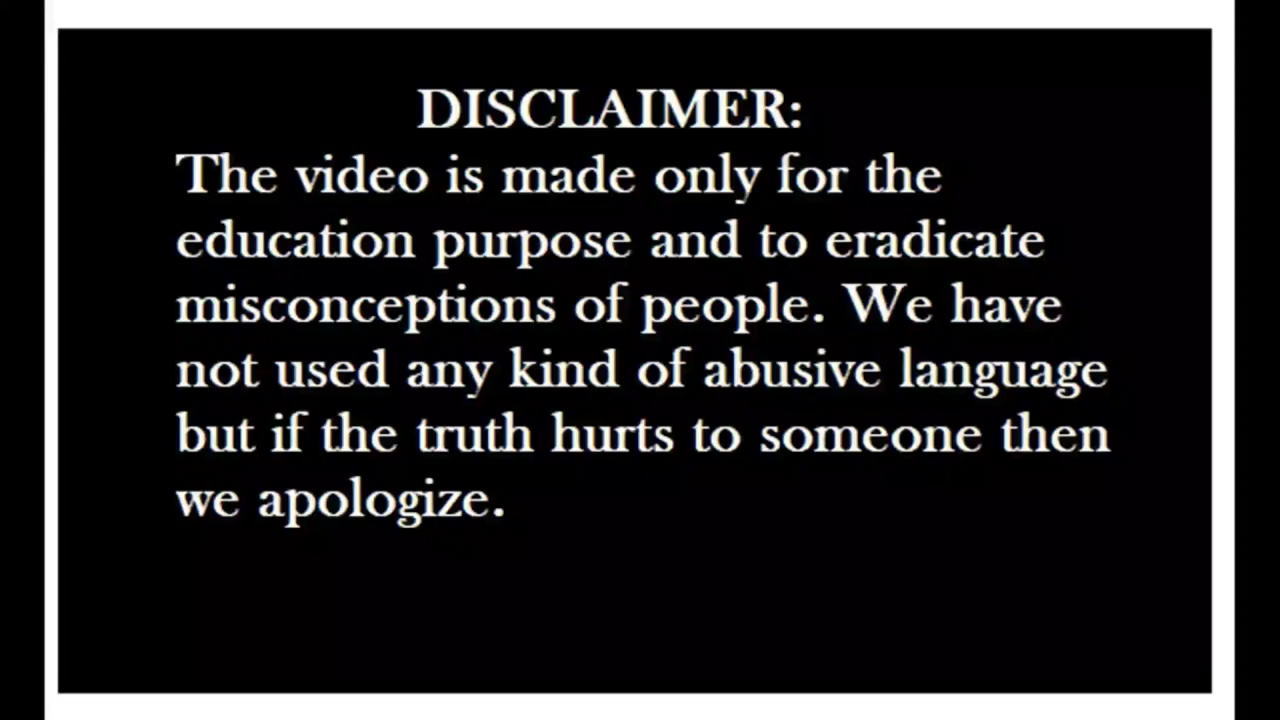 DISCLAIMER:
The video is made only for the
education purpose and to eradicate
misconceptions of people. We have
not used any kind of abusive language
but if the truth hurts to someone then
we apologize.